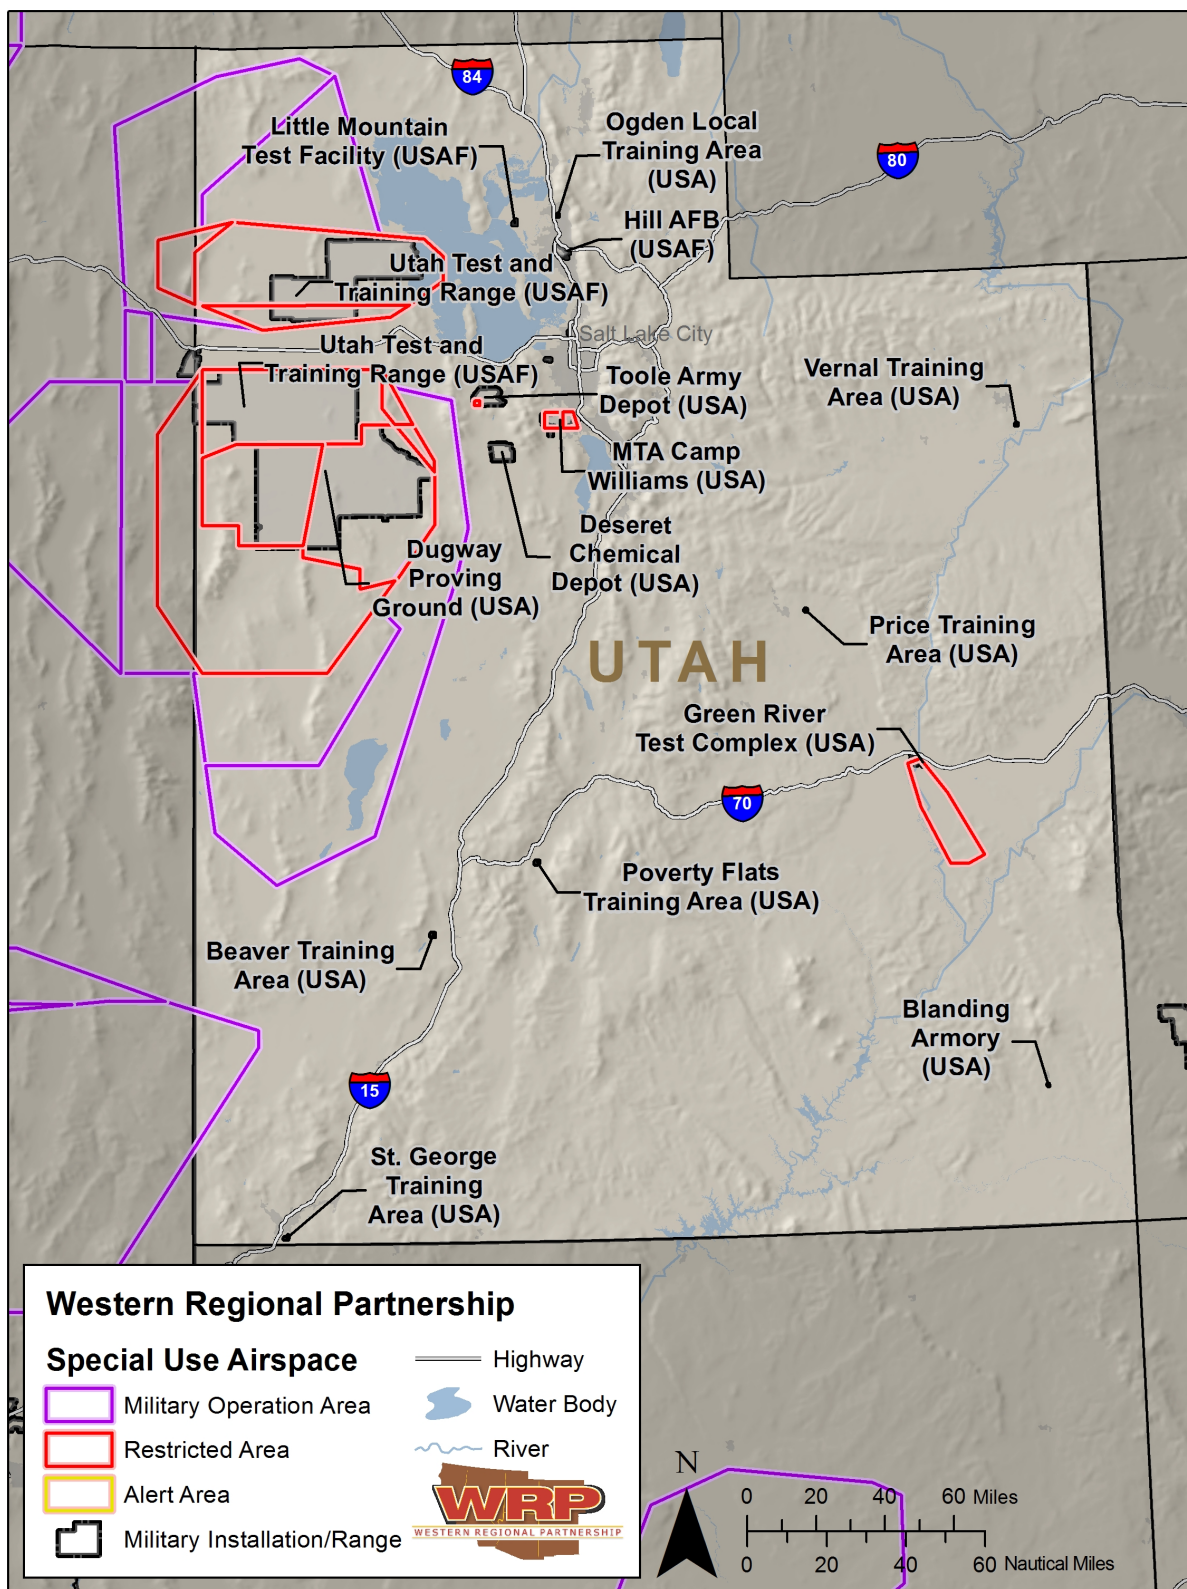 84
Little Mountain
Test Facility (USAF)
Ogden Local
Training Area
(USA)
80
Hill AFB
(USAF)
Utah Test and
Training Range (USAF)
Salt Lake City
Utah Test and
Training Range (USAF)
Toole Army
Depot (USA)
Vernal Training
Area (USA)
MTA Camp
Williams (USA)
Deseret
Chemical
Depot (USA)
Dugway
Proving
Ground (USA)
Price Training
Area (USA)
UTAH
Green River
Test Complex (USA)
70
Poverty Flats
Training Area (USA)
Beaver Training
Area (USA)
Blanding
Armory
(USA)
15
St. George
Training
Area (USA)
Western Regional Partnership
Special Use Airspace
Military Operation Area
Restricted Area
Alert Area
Military Installation/Range
Highway
Water Body
River
WRP
WESTERN REGIONAL PARTNERSHIP
N
0 20 40 60 Miles
0 20 40 60 Nautical Miles